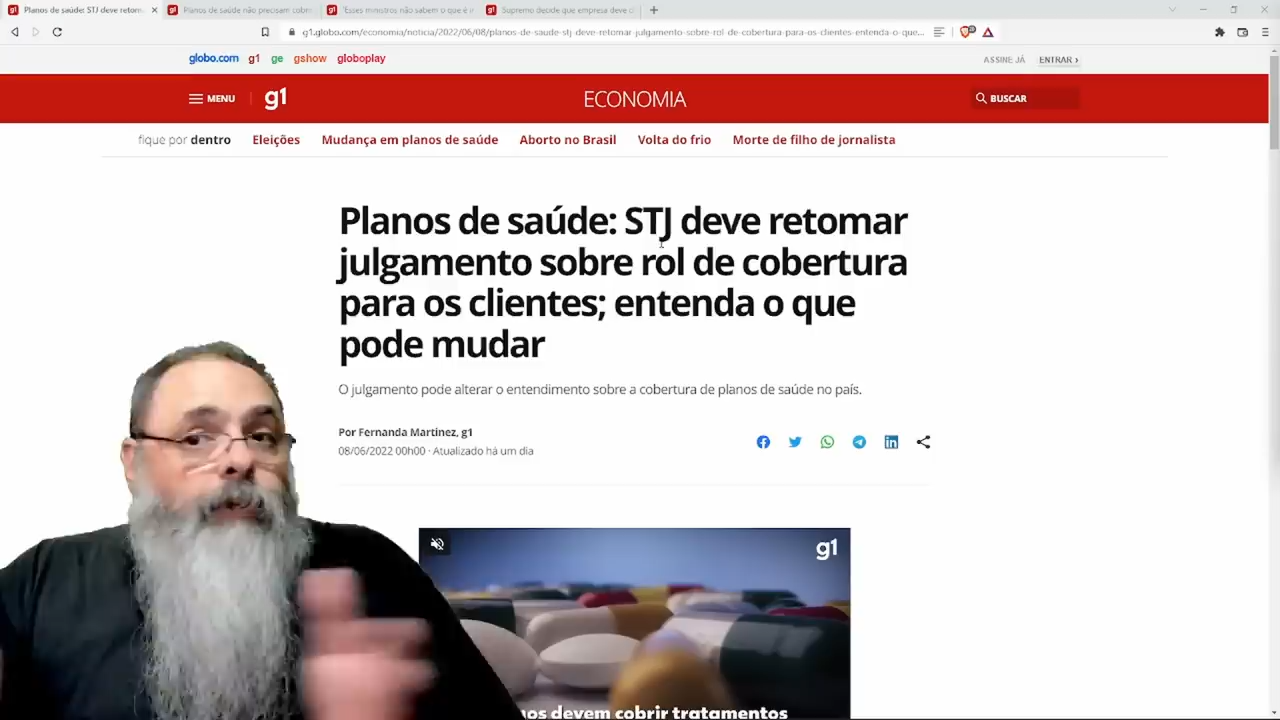 Planos de saúde: STJ deve retom
Planos de saúde não precisam cobri
'Esses ministros não sabem o que é i
Supremo decide que empresa deve c
g1.globo.com/economia/noticia/2022/06/08/planos-de-saude-stj-deve-retomar-julgamento-sobre-rol-de-cobertura-para-os-clientes-entenda-o-que...
globo.com g1 ge gshow globoplay
ASSINE JÁ ENTRAR ›
MENU g1 ECONOMIA BUSCAR
fique por dentro Eleições Mudança em planos de saúde Aborto no Brasil Volta do frio Morte de filho de jornalista
Planos de saúde: STJ deve retomar
julgamento sobre rol de cobertura
para os clientes; entenda o que
pode mudar
O julgamento pode alterar o entendimento sobre a cobertura de planos de saúde no país.
Por Fernanda Martinez, g1
08/06/2022 00h00 · Atualizado há um dia
g1
nos devem cobrir tratamentos